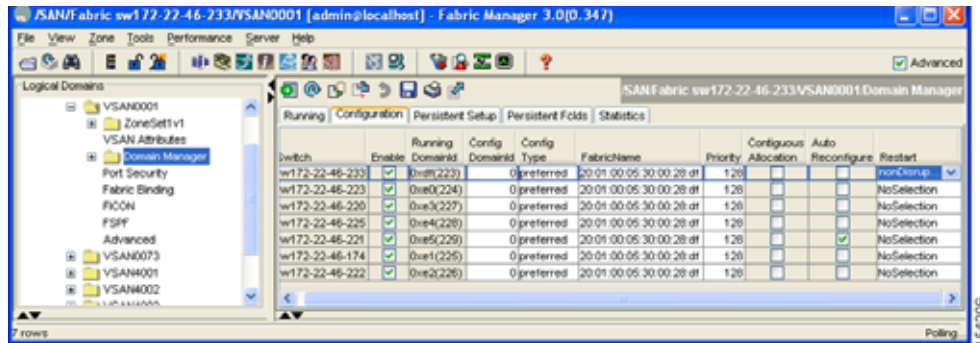 /SAN/Fabric sw172-22-46-233/VSAN0001 [admin@localhost] - Fabric Manager 3.0(0.347)
File View Zone Tools Performance Server Help
Advanced
Logical Domains
/SAN/Fabric sw172-22-46-233/VSAN0001/Domain Manager
VSAN0001
ZoneSet1v1
VSAN Attributes
Domain Manager
Port Security
Fabric Binding
FICON
FSPF
Advanced
VSAN0073
VSAN4001
VSAN4002
Running Configuration Persistent Setup Persistent FcIds Statistics
Switch Enable Running DomainId Config DomainId Config Type FabricName Priority Contiguous Allocation Auto Reconfigure Restart
sw172-22-46-233 0xdf(223) 0 preferred 20:01:00:05:30:00:28:df 128 nonDisrup...
sw172-22-46-223 0xe0(224) 0 preferred 20:01:00:05:30:00:28:df 128 NoSelection
sw172-22-46-220 0xe3(227) 0 preferred 20:01:00:05:30:00:28:df 128 NoSelection
sw172-22-46-225 0xe4(228) 0 preferred 20:01:00:05:30:00:28:df 128 NoSelection
sw172-22-46-221 0xe5(229) 0 preferred 20:01:00:05:30:00:28:df 128 NoSelection
sw172-22-46-174 0xe1(225) 0 preferred 20:01:00:05:30:00:28:df 128 NoSelection
sw172-22-46-222 0xe2(226) 0 preferred 20:01:00:05:30:00:28:df 128 NoSelection
7 rows
Polling...